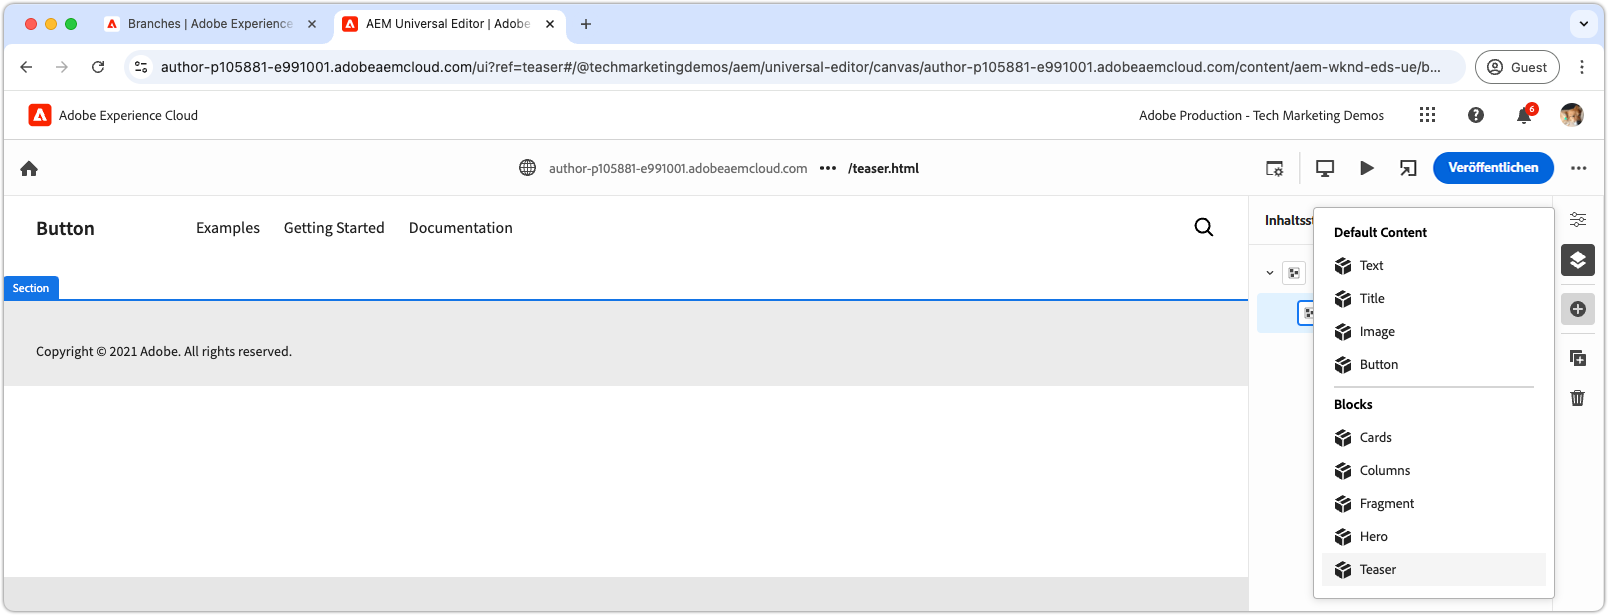 Branches | Adobe Experience
AEM Universal Editor | Adobe
author-p105881-e991001.adobeaemcloud.com/ui?ref=teaser#/@techmarketingdemos/aem/universal-editor/canvas/author-p105881-e991001.adobeaemcloud.com/content/aem-wknd-eds-ue/b...
Guest
Adobe Experience Cloud
Adobe Production - Tech Marketing Demos
6
author-p105881-e991001.adobeaemcloud.com ••• /teaser.html
Veröffentlichen
Button
Examples
Getting Started
Documentation
Section
Copyright © 2021 Adobe. All rights reserved.
Inhaltsst
Default Content
Text
Title
Image
Button
Blocks
Cards
Columns
Fragment
Hero
Teaser